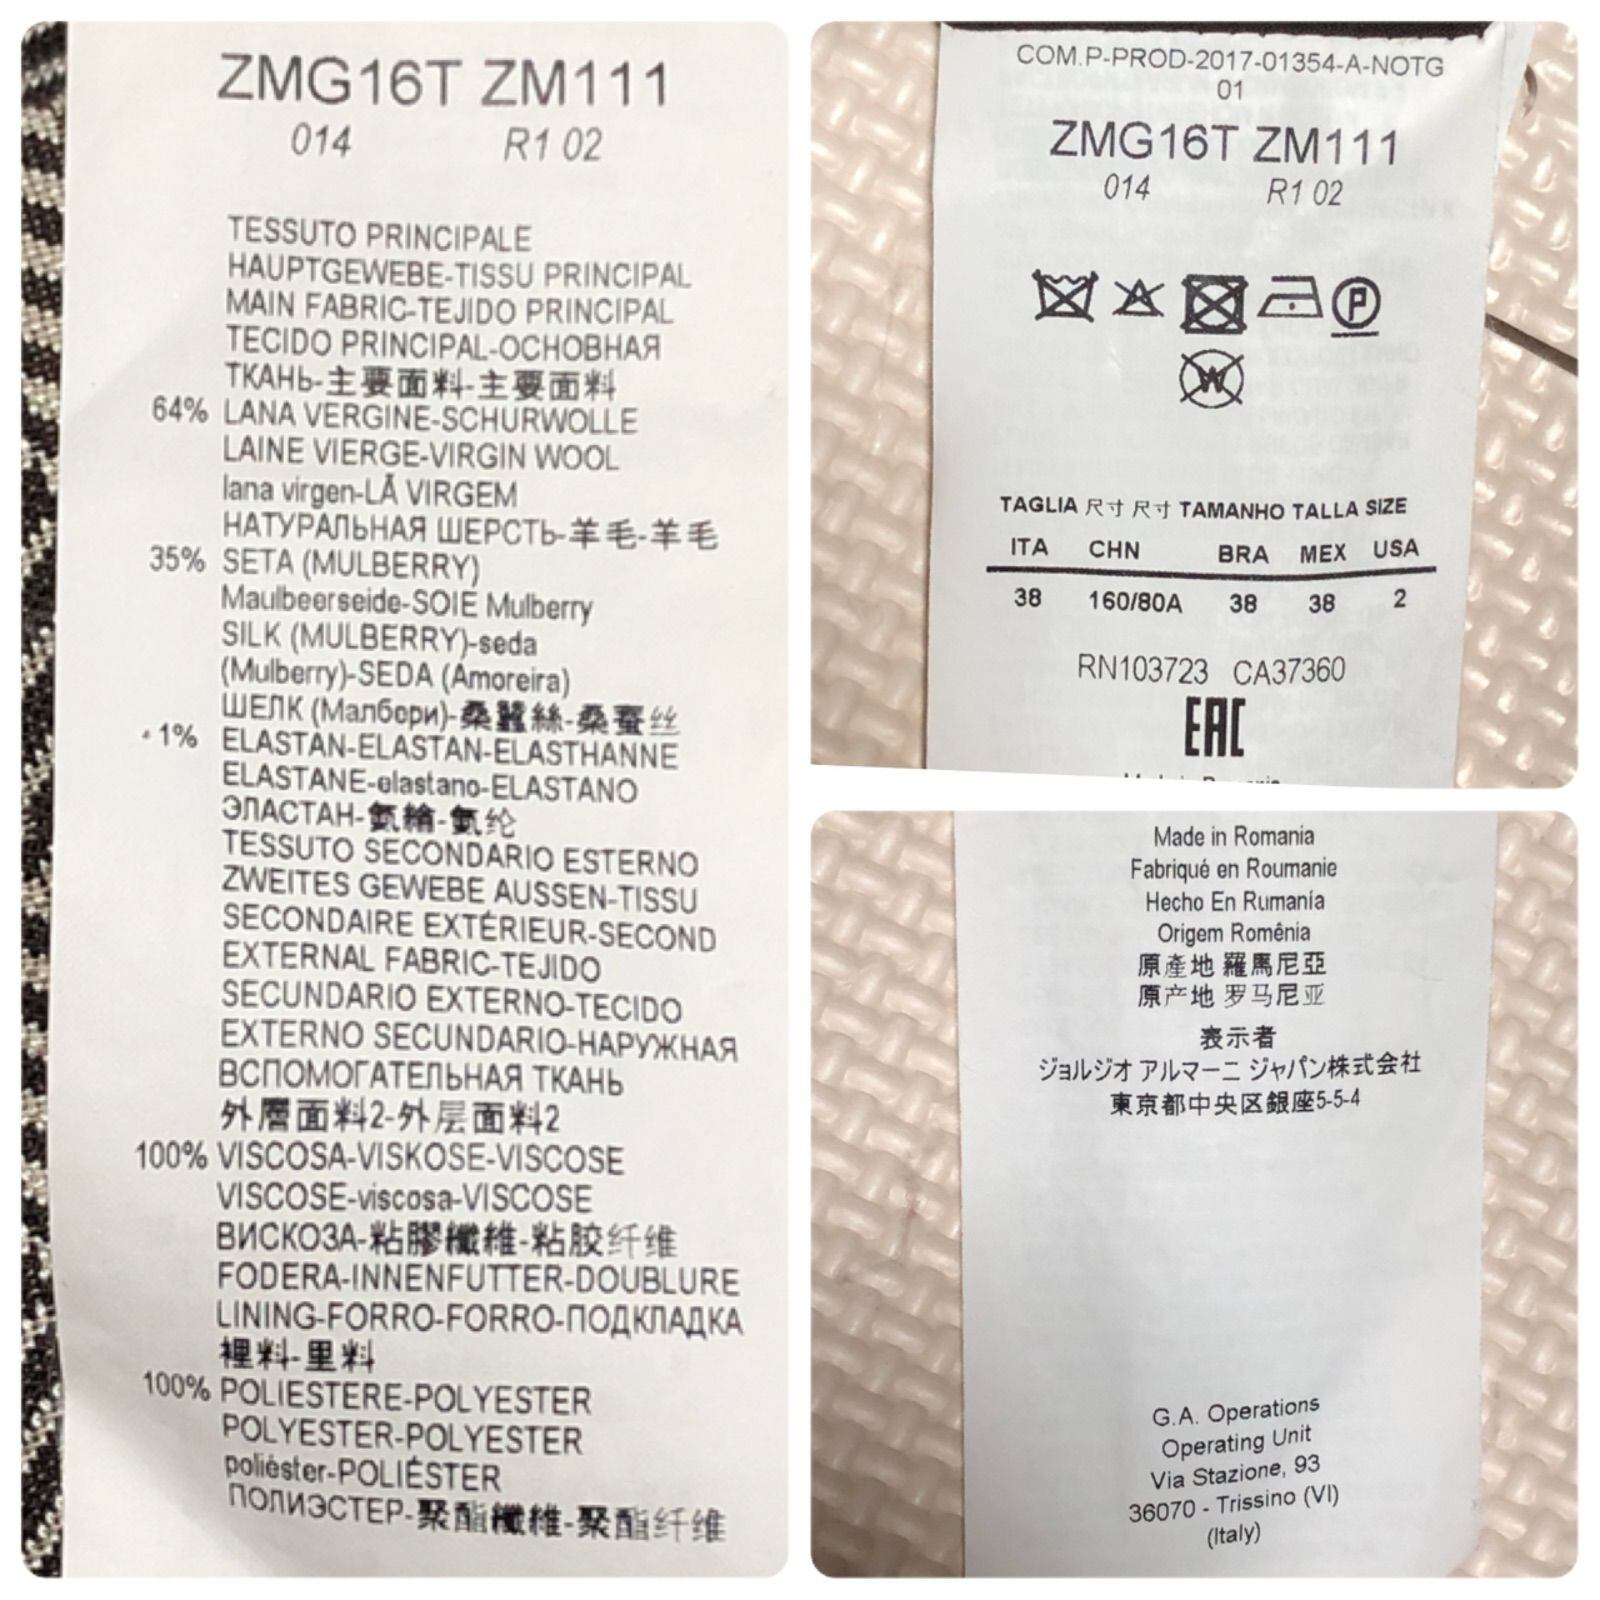 ZMG16T ZM111
014 R1 02
TESSUTO PRINCIPALE
HAUPTGEWEBE-TISSU PRINCIPAL
MAIN FABRIC-TEJIDO PRINCIPAL
TECIDO PRINCIPAL-ОСНОВНАЯ
ТКАНЬ-主要面料-主要面料
64% LANA VERGINE-SCHURWOLLE
LAINE VIERGE-VIRGIN WOOL
lana virgen-LÃ VIRGEM
НАТУРАЛЬНАЯ ШЕРСТЬ-羊毛-羊毛
35% SETA (MULBERRY)
Maulbeerseide-SOIE Mulberry
SILK (MULBERRY)-seda
(Mulberry)-SEDA (Amoreira)
ШЕЛК (Малбери)-桑蠶絲-桑蚕丝
1% ELASTAN-ELASTAN-ELASTHANNE
ELASTANE-elastano-ELASTANO
ЭЛАСТАН-氨綸-氨纶
TESSUTO SECONDARIO ESTERNO
ZWEITES GEWEBE AUSSEN-TISSU
SECONDAIRE EXTÉRIEUR-SECOND
EXTERNAL FABRIC-TEJIDO
SECUNDARIO EXTERNO-TECIDO
EXTERNO SECUNDARIO-НАРУЖНАЯ
ВСПОМОГАТЕЛЬНАЯ ТКАНЬ
外層面料2-外层面料2
100% VISCOSA-VISKOSE-VISCOSE
VISCOSE-viscosa-VISCOSE
ВИСКОЗА-粘膠纖維-粘胶纤维
FODERA-INNENFUTTER-DOUBLURE
LINING-FORRO-FORRO-ПОДКЛАДКА
裡料-里料
100% POLIESTERE-POLYESTER
POLYESTER-POLYESTER
poliéster-POLIÉSTER
ПОЛИЭСТЕР-聚酯纖維-聚酯纤维
COM.P-PROD-2017-01354-A-NOTG
01
ZMG16T ZM111
014 R1 02
P
W
TAGLIA 尺寸 尺寸 TAMANHO TALLA SIZE
ITA CHN BRA MEX USA
38 160/80A 38 38 2
RN103723 CA37360
EAC
Made in Romania
Fabriqué en Roumanie
Hecho En Rumanía
Origem Romênia
原產地 羅馬尼亞
原产地 罗马尼亚
表示者
ジョルジオ アルマーニ ジャパン株式会社
東京都中央区銀座5-5-4
G.A. Operations
Operating Unit
Via Stazione, 93
36070 - Trissino (VI)
(Italy)